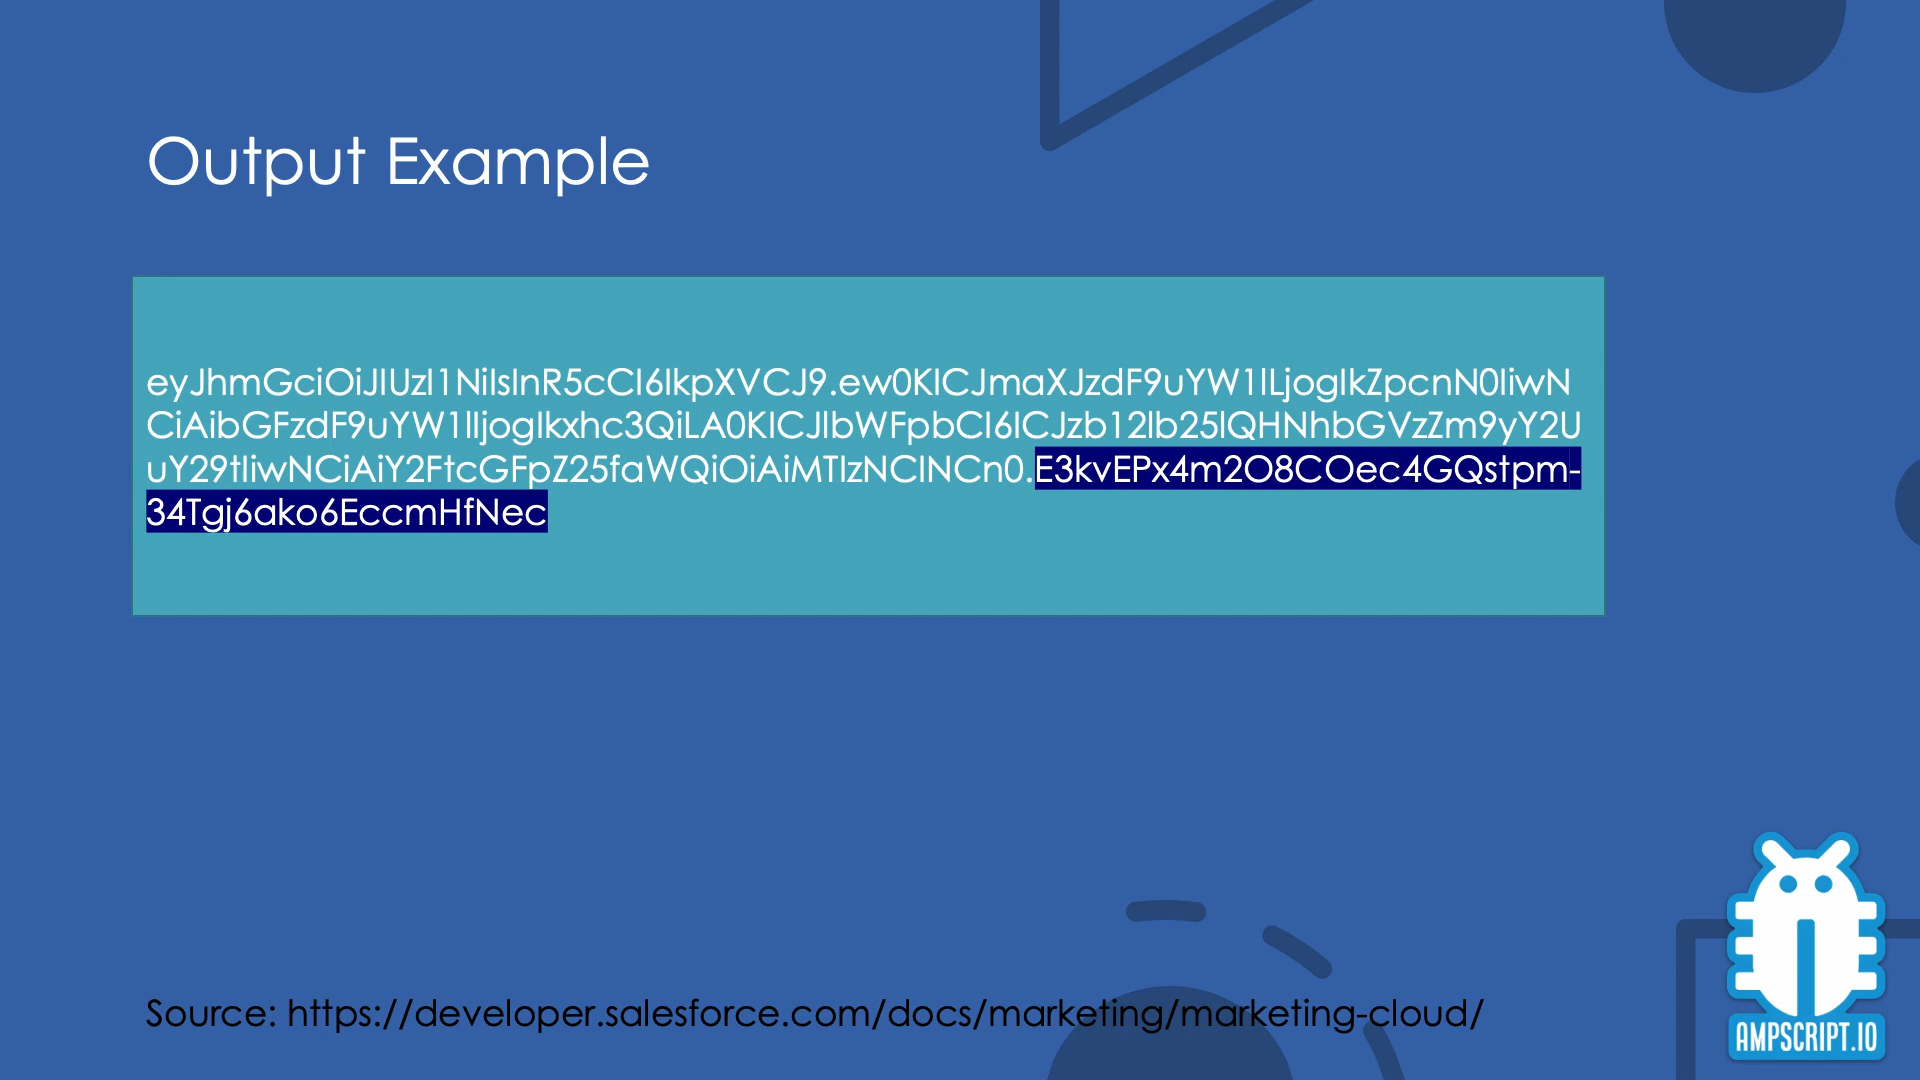 Output Example
eyJhmGciOiJIUzI1NiIsInR5cCI6IkpXVCJ9.ew0KICJmaXJzdF9uYW1lLjogIkZpcnN0IiwN
CiAibGFzdF9uYW1lIjogIkxhc3QiLA0KICJlbWFpbCI6ICJzb12lb25lQHNhbGVzZm9yY2U
uY29tIiwNCiAiY2FtcGFpZ25faWQiOiAiMTIzNCINCn0.E3kvEPx4m2O8COec4GQstpm-
34Tgj6ako6EccmHfNec
Source: https://developer.salesforce.com/docs/marketing/marketing-cloud/
AMPSCRIPT.IO